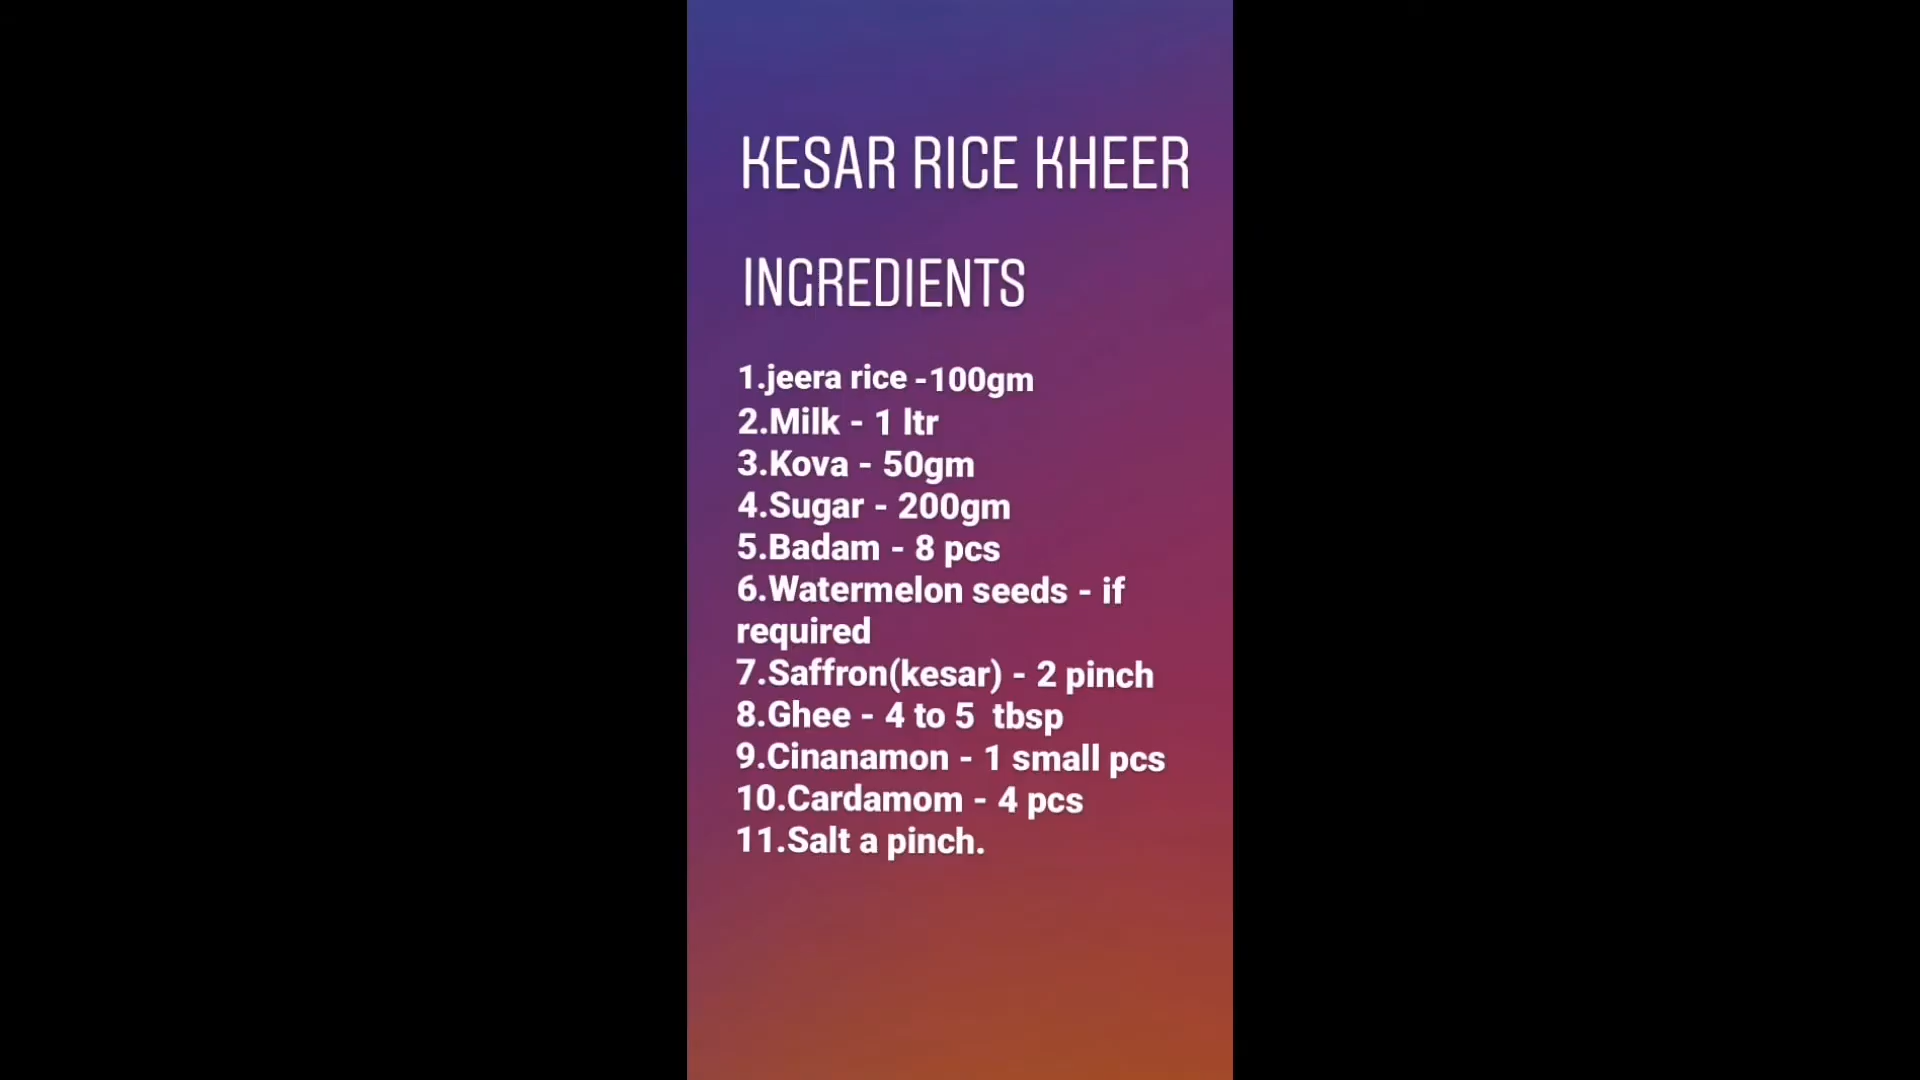 KESAR RICE KHEER
INGREDIENTS
1.jeera rice -100gm
2.Milk - 1 ltr
3.Kova - 50gm
4.Sugar - 200gm
5.Badam - 8 pcs
6.Watermelon seeds - if
required
7.Saffron(kesar) - 2 pinch
8.Ghee - 4 to 5  tbsp
9.Cinanamon - 1 small pcs
10.Cardamom - 4 pcs
11.Salt a pinch.